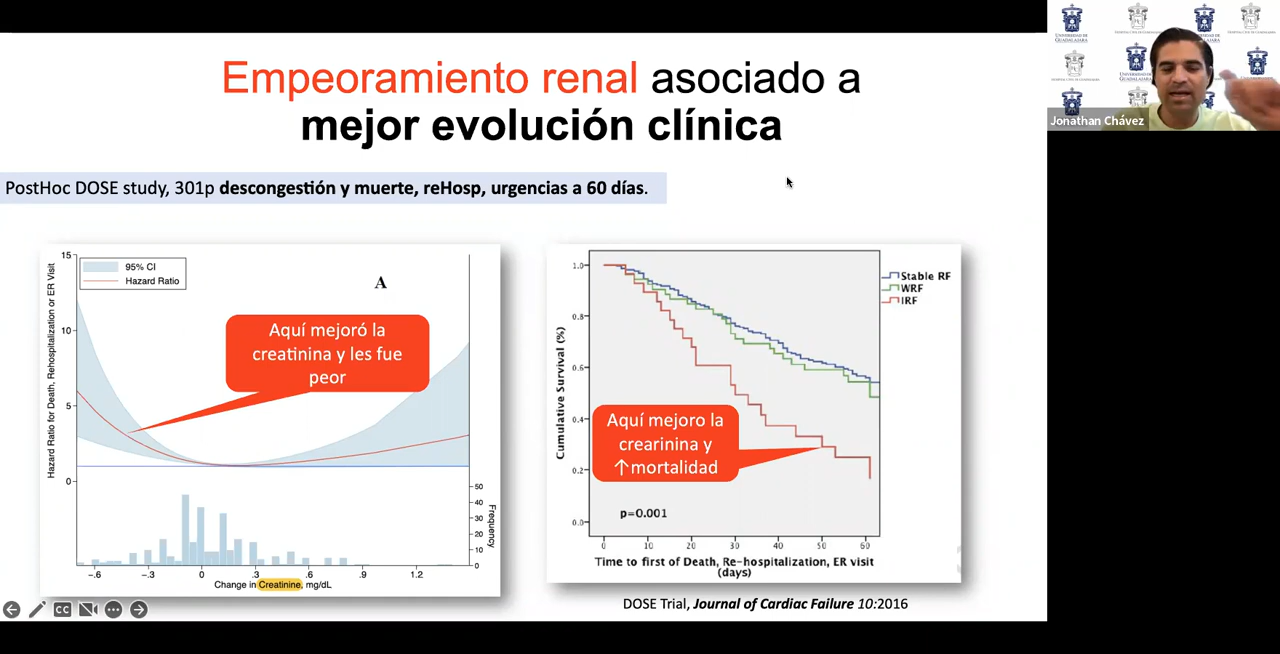 Empeoramiento renal asociado a
mejor evolución clínica
PostHoc DOSE study, 301p descongestión y muerte, reHosp, urgencias a 60 días.
Jonathan Chávez
UNIVERSIDAD DE
GUADALAJARA
Hazard Ratio for Death, Rehospitalization or ER Visit
15
10
5
0
95% CI
Hazard Ratio
A
Aquí mejoró la
creatinina y les fue
peor
50
40
30
20
10
0
Frequency
-.6 -.3 0 .3 .6 .9 1.2
Change in Creatinine, mg/dL
Cumulative Survival (%)
1.0
0.8
0.6
0.4
0.2
0.0
Stable RF
WRF
IRF
Aquí mejoro la
crearinina y
↑mortalidad
p=0.001
0 10 20 30 40 50 60
Time to first of Death, Re-hospitalization, ER visit
(days)
DOSE Trial, Journal of Cardiac Failure 10:2016
CC